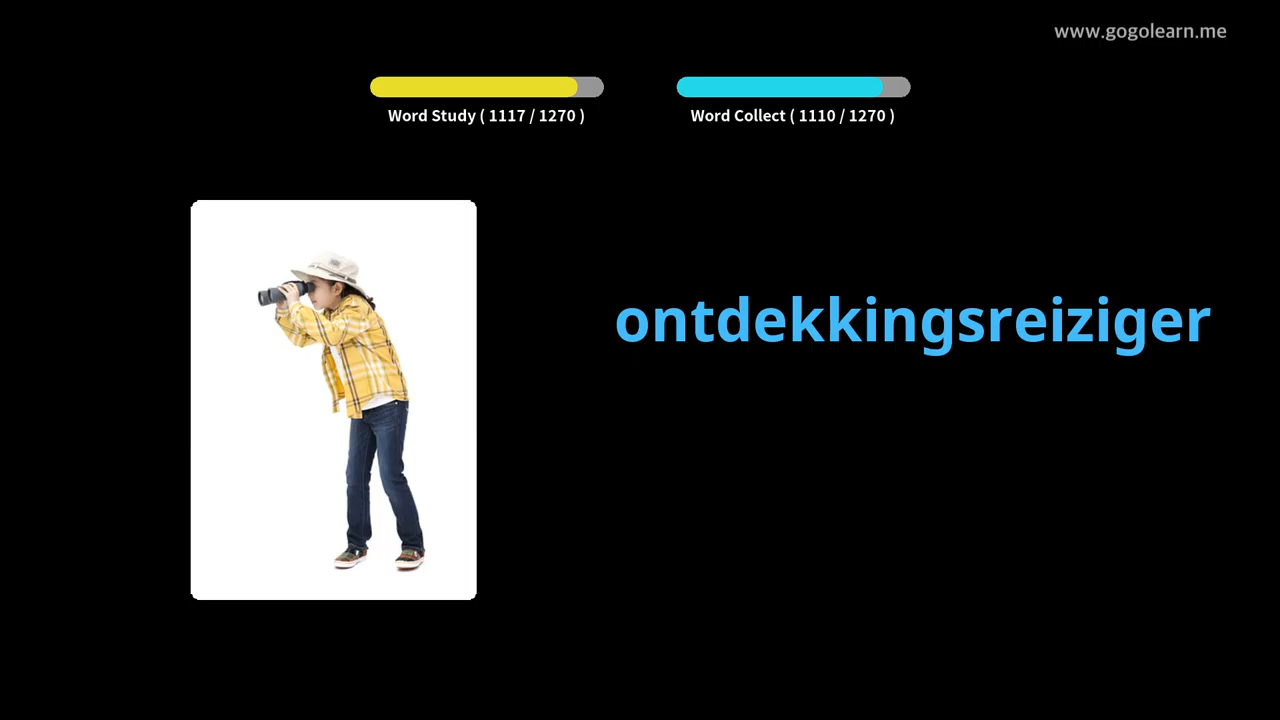 www.gogolearn.me
Word Study ( 1117 / 1270 )
Word Collect ( 1110 / 1270 )
ontdekkingsreiziger